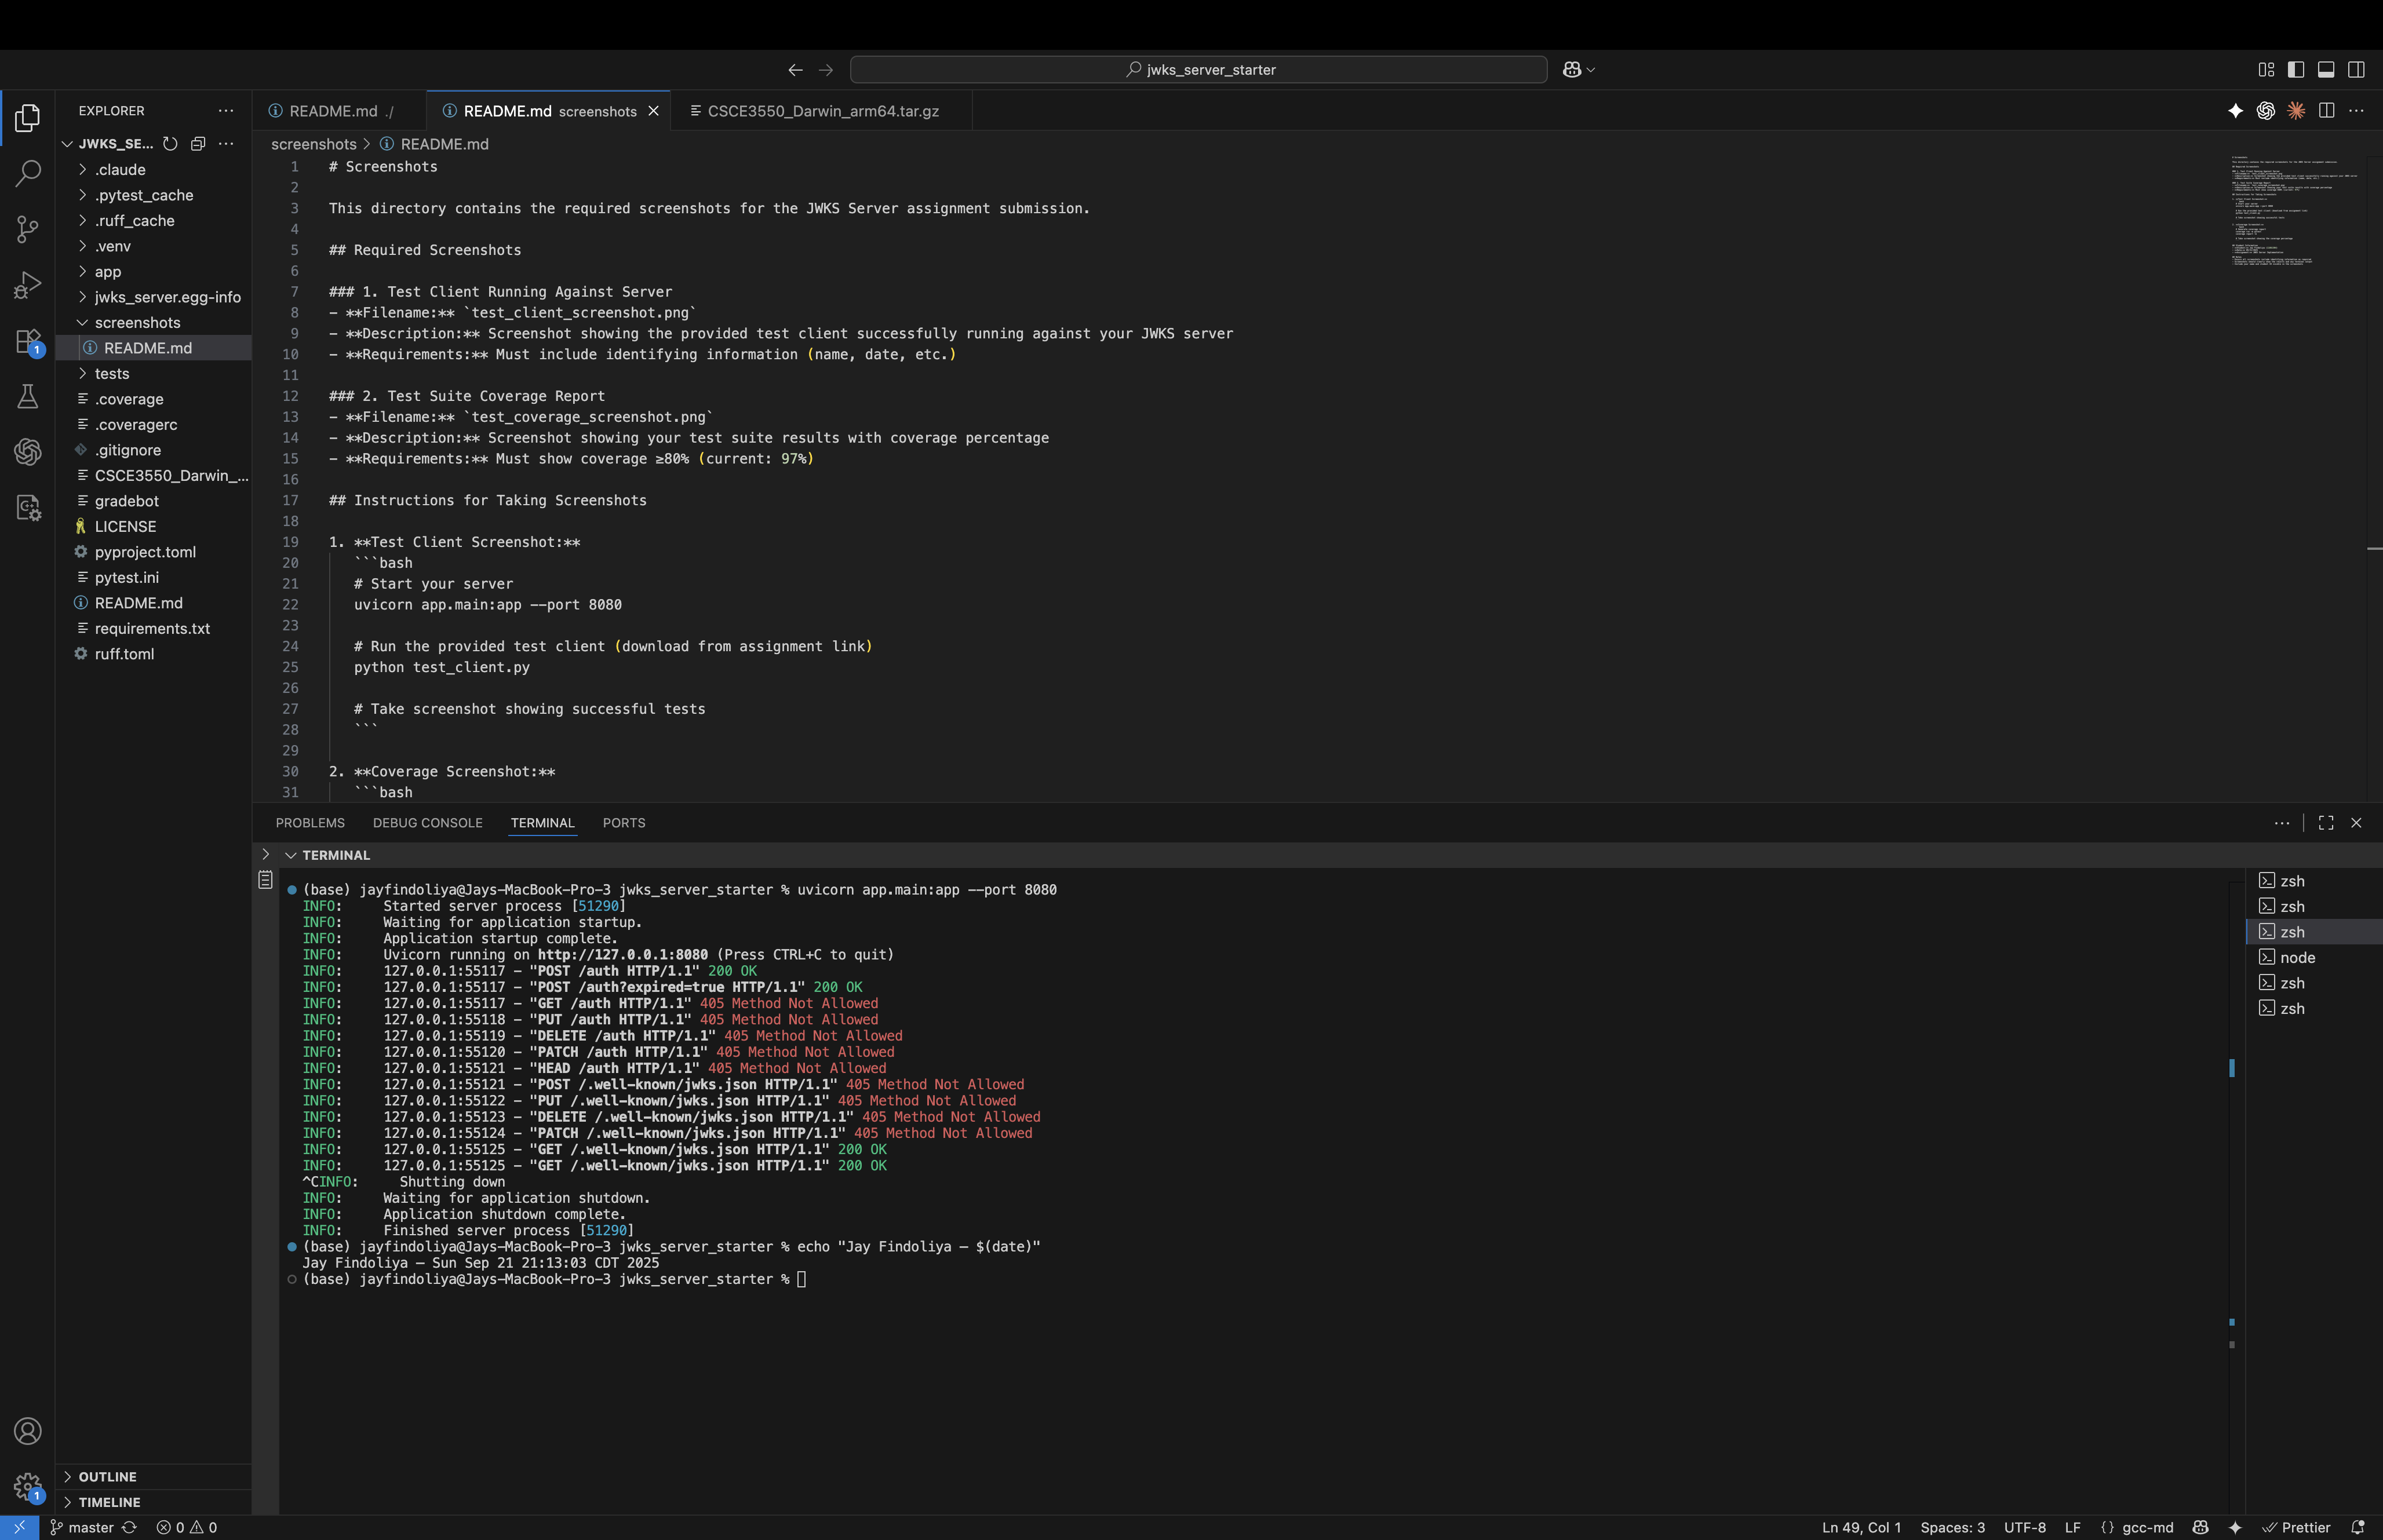 jwks_server_starter
EXPLORER
README.md ./
README.md screenshots
CSCE3550_Darwin_arm64.tar.gz
JWKS_SE...
.claude
.pytest_cache
.ruff_cache
.venv
app
jwks_server.egg-info
screenshots
README.md
tests
.coverage
.coveragerc
.gitignore
CSCE3550_Darwin_...
gradebot
LICENSE
pyproject.toml
pytest.ini
README.md
requirements.txt
ruff.toml
OUTLINE
TIMELINE
screenshots > README.md
1 # Screenshots
2
3 This directory contains the required screenshots for the JWKS Server assignment submission.
4
5 ## Required Screenshots
6
7 ### 1. Test Client Running Against Server
8 - **Filename:** `test_client_screenshot.png`
9 - **Description:** Screenshot showing the provided test client successfully running against your JWKS server
10 - **Requirements:** Must include identifying information (name, date, etc.)
11
12 ### 2. Test Suite Coverage Report
13 - **Filename:** `test_coverage_screenshot.png`
14 - **Description:** Screenshot showing your test suite results with coverage percentage
15 - **Requirements:** Must show coverage ≥80% (current: 97%)
16
17 ## Instructions for Taking Screenshots
18
19 1. **Test Client Screenshot:**
20 ```bash
21 # Start your server
22 uvicorn app.main:app --port 8080
23
24 # Run the provided test client (download from assignment link)
25 python test_client.py
26
27 # Take screenshot showing successful tests
28 ```
29
30 2. **Coverage Screenshot:**
31 ```bash
PROBLEMS DEBUG CONSOLE TERMINAL PORTS
TERMINAL
(base) jayfindoliya@Jays-MacBook-Pro-3 jwks_server_starter % uvicorn app.main:app --port 8080
INFO: Started server process [51290]
INFO: Waiting for application startup.
INFO: Application startup complete.
INFO: Uvicorn running on http://127.0.0.1:8080 (Press CTRL+C to quit)
INFO: 127.0.0.1:55117 - "POST /auth HTTP/1.1" 200 OK
INFO: 127.0.0.1:55117 - "POST /auth?expired=true HTTP/1.1" 200 OK
INFO: 127.0.0.1:55117 - "GET /auth HTTP/1.1" 405 Method Not Allowed
INFO: 127.0.0.1:55118 - "PUT /auth HTTP/1.1" 405 Method Not Allowed
INFO: 127.0.0.1:55119 - "DELETE /auth HTTP/1.1" 405 Method Not Allowed
INFO: 127.0.0.1:55120 - "PATCH /auth HTTP/1.1" 405 Method Not Allowed
INFO: 127.0.0.1:55121 - "HEAD /auth HTTP/1.1" 405 Method Not Allowed
INFO: 127.0.0.1:55121 - "POST /.well-known/jwks.json HTTP/1.1" 405 Method Not Allowed
INFO: 127.0.0.1:55122 - "PUT /.well-known/jwks.json HTTP/1.1" 405 Method Not Allowed
INFO: 127.0.0.1:55123 - "DELETE /.well-known/jwks.json HTTP/1.1" 405 Method Not Allowed
INFO: 127.0.0.1:55124 - "PATCH /.well-known/jwks.json HTTP/1.1" 405 Method Not Allowed
INFO: 127.0.0.1:55125 - "GET /.well-known/jwks.json HTTP/1.1" 200 OK
INFO: 127.0.0.1:55125 - "GET /.well-known/jwks.json HTTP/1.1" 200 OK
^CINFO: Shutting down
INFO: Waiting for application shutdown.
INFO: Application shutdown complete.
INFO: Finished server process [51290]
(base) jayfindoliya@Jays-MacBook-Pro-3 jwks_server_starter % echo "Jay Findoliya – $(date)"
Jay Findoliya – Sun Sep 21 21:13:03 CDT 2025
(base) jayfindoliya@Jays-MacBook-Pro-3 jwks_server_starter %
zsh
zsh
zsh
node
zsh
zsh
1
1
master 0 0
Ln 49, Col 1 Spaces: 3 UTF-8 LF {} gcc-md Prettier